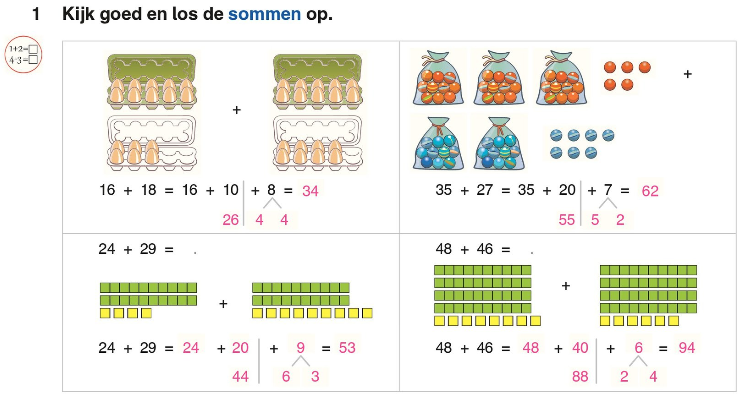 1 Kijk goed en los de sommen op.
1+2=□
4-3=□
+
16 + 18 = 16 + 10 + 8 = 34
26 4 4
+
35 + 27 = 35 + 20 + 7 = 62
55 5 2
24 + 29 = .
+
24 + 29 = 24 + 20 + 9 = 53
44 6 3
48 + 46 = .
+
48 + 46 = 48 + 40 + 6 = 94
88 2 4